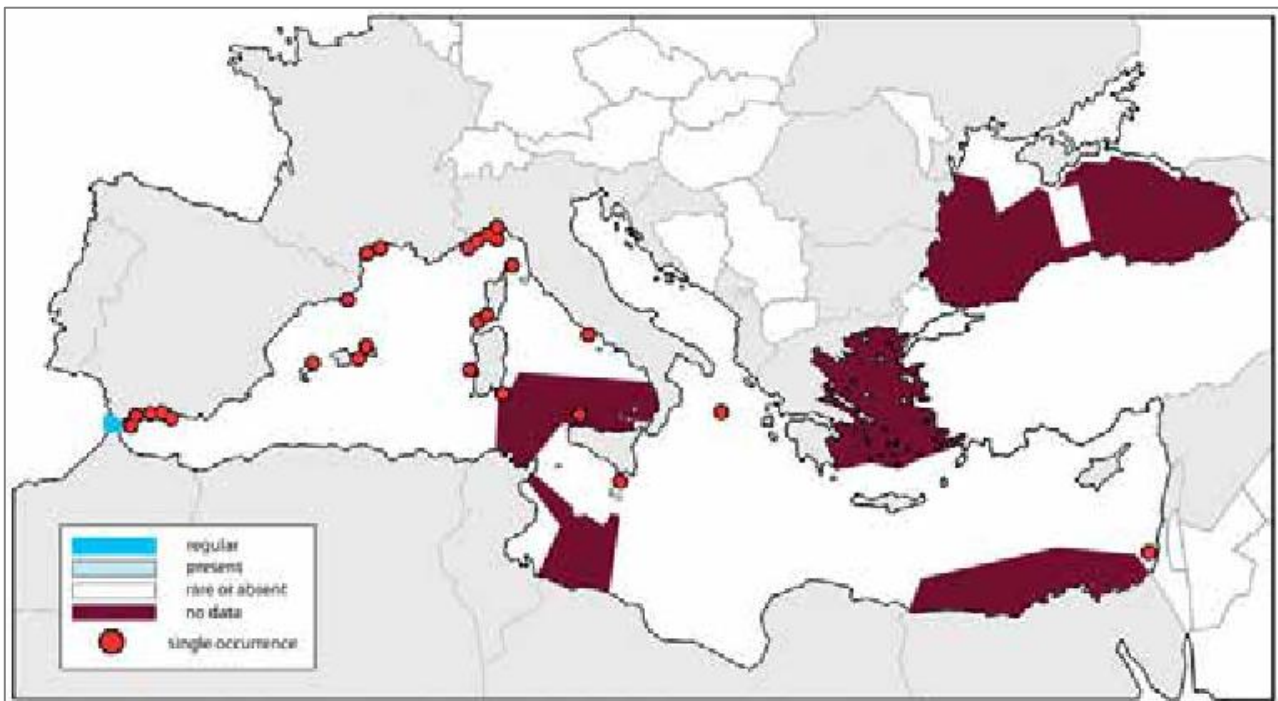 regular
present
rare or absent
no data
single occurrence